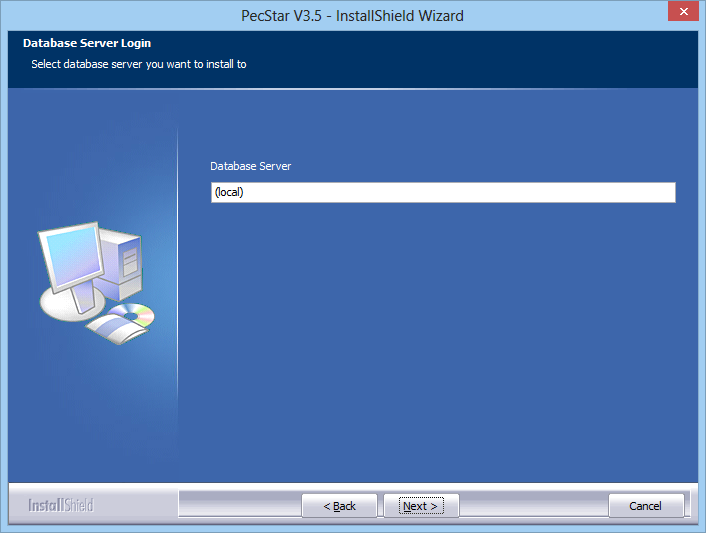 PecStar V3.5 - InstallShield Wizard
Database Server Login
Select database server you want to install to
Database Server
(local)
InstallShield
< Back
Next >
Cancel